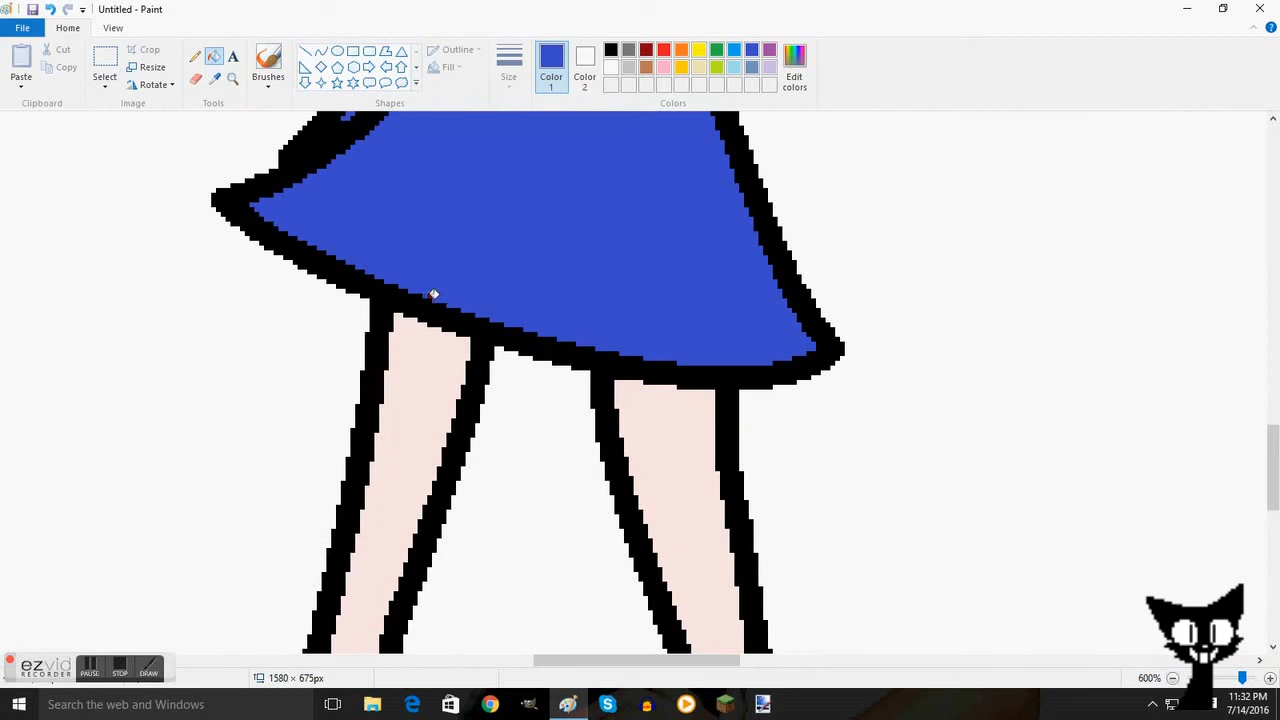 Untitled - Paint
File Home View
Paste Cut Copy
Clipboard
Select Crop Resize Rotate
Image
A
Tools
Brushes
Outline Fill
Shapes
Size
Color 1
Color 2
Edit colors
Colors
ezvid RECORDER
PAUSE STOP DRAW
1580 × 675px
600%
Search the web and Windows
11:32 PM
7/14/2016